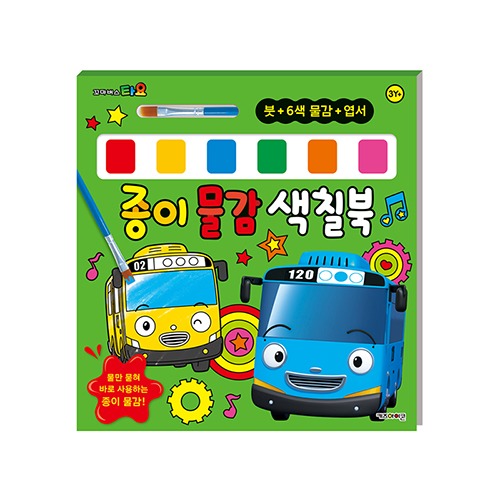 꼬마버스 타요
붓+6색 물감+엽서
3Y+
종이 물감 색칠북
02
120
물만 묻혀
바로 사용하는
종이 물감!
키즈아이콘